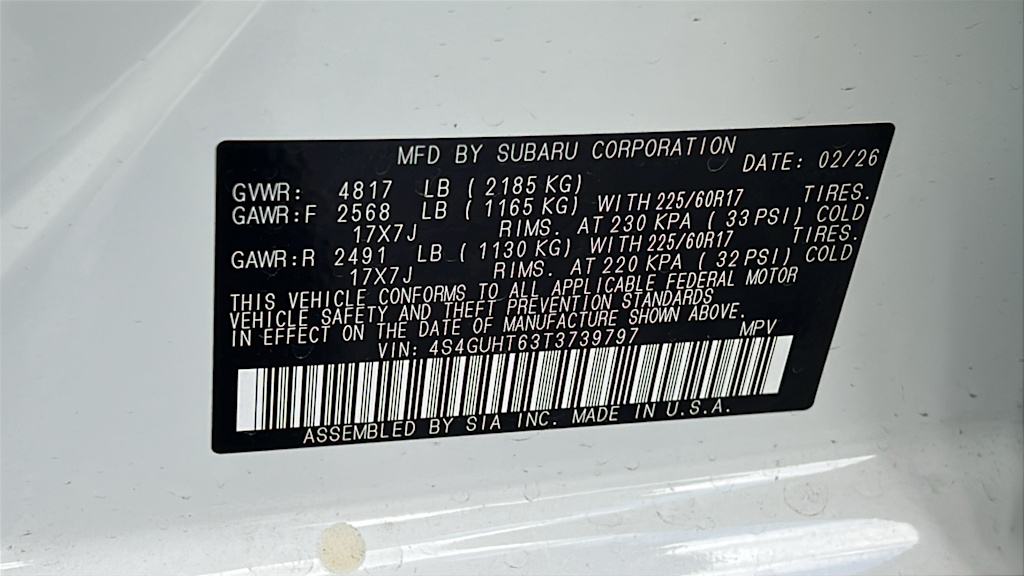 MFD BY SUBARU CORPORATION DATE: 02/26
GVWR: 4817 LB (2185 KG)
GAWR:F 2568 LB (1165 KG) WITH 225/60R17 TIRES.
17X7J RIMS. AT 230 KPA (33 PSI) COLD
GAWR:R 2491 LB (1130 KG) WITH 225/60R17 TIRES.
17X7J RIMS. AT 220 KPA (32 PSI) COLD
THIS VEHICLE CONFORMS TO ALL APPLICABLE FEDERAL MOTOR
VEHICLE SAFETY AND THEFT PREVENTION STANDARDS
IN EFFECT ON THE DATE OF MANUFACTURE SHOWN ABOVE.
VIN: 4S4GUHT63T3739797 MPV
ASSEMBLED BY SIA INC. MADE IN U.S.A.